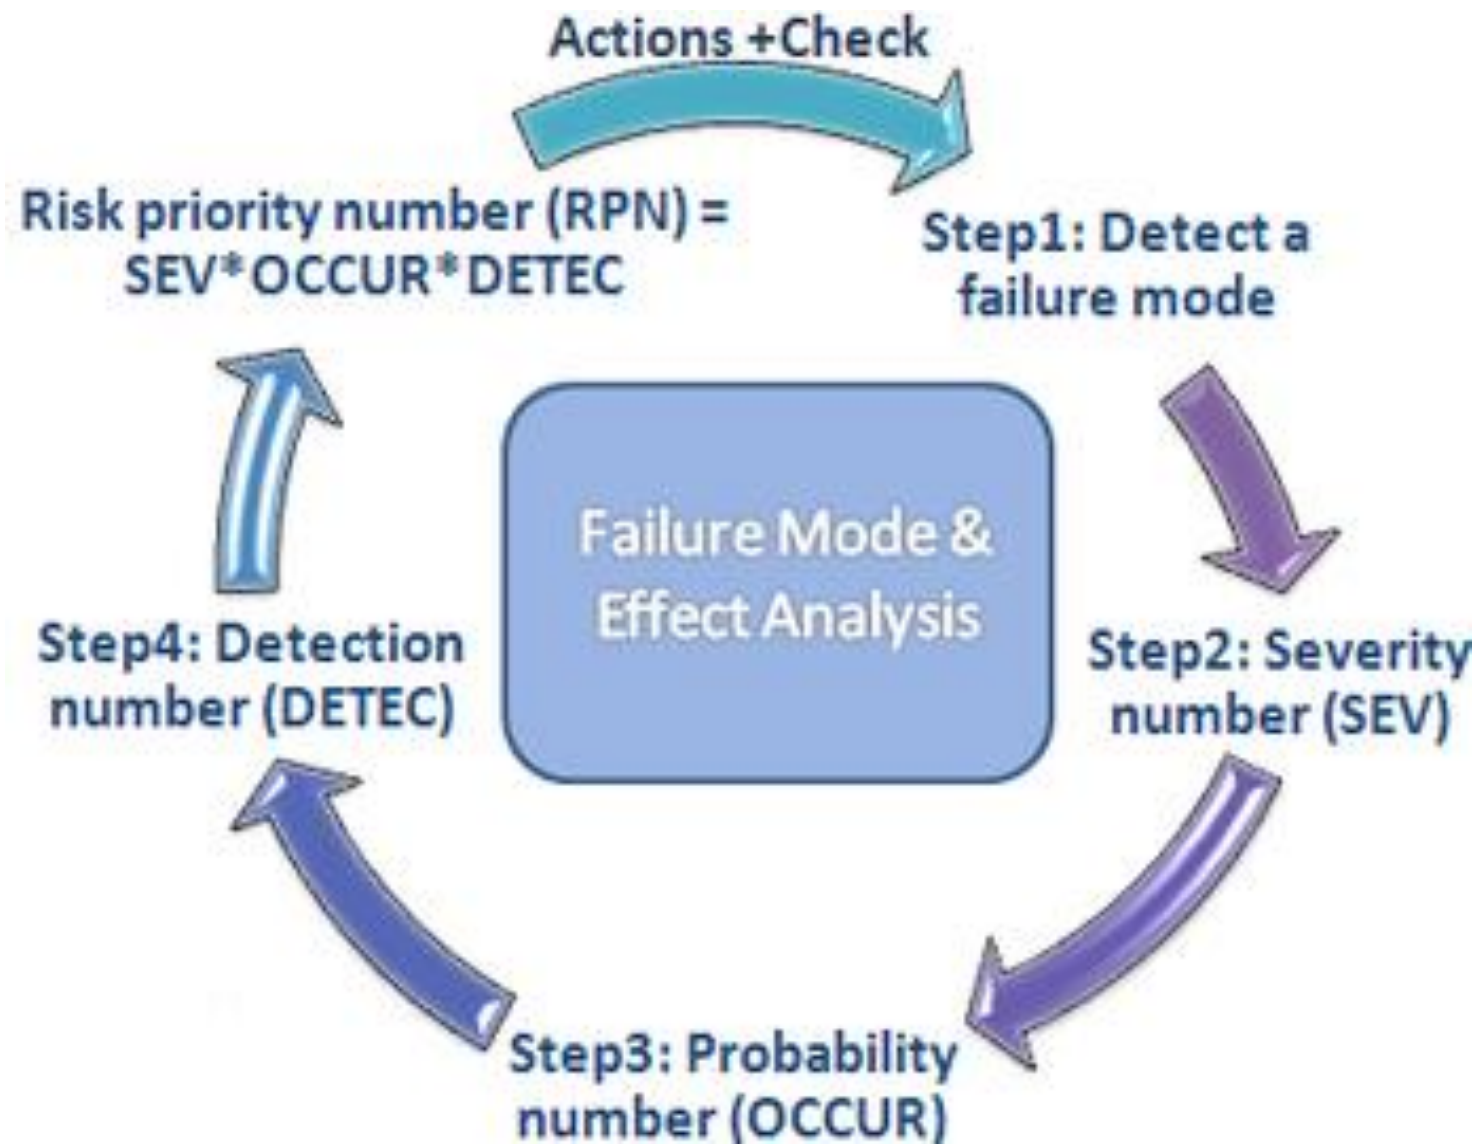 Actions +Check
Risk priority number (RPN) =
SEV*OCCUR*DETEC
Step1: Detect a
failure mode
Failure Mode &
Effect Analysis
Step2: Severity
number (SEV)
Step3: Probability
number (OCCUR)
Step4: Detection
number (DETEC)